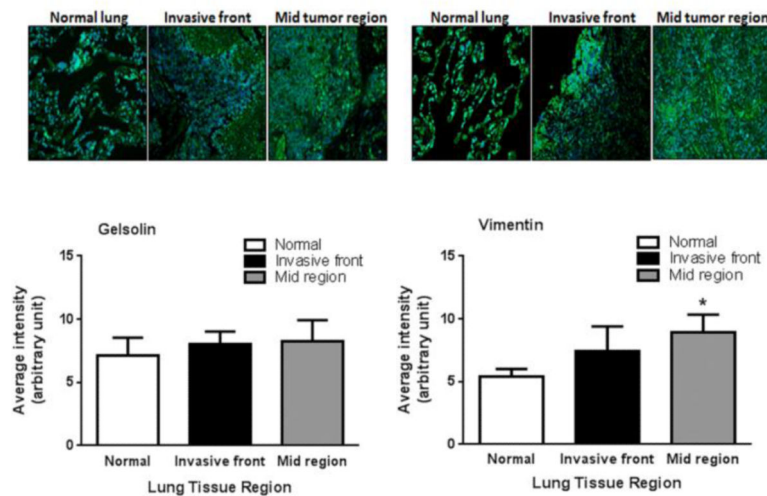 Normal lung Invasive front Mid tumor region
Normal lung Invasive front Mid tumor region
Gelsolin
Normal
Invasive front
Mid region
15
10
5
0
Average intensity
(arbitrary unit)
Normal Invasive front Mid region
Lung Tissue Region
Vimentin
Normal
Invasive front
Mid region
*
15
10
5
0
Average intensity
(arbitrary unit)
Normal Invasive front Mid region
Lung Tissue Region